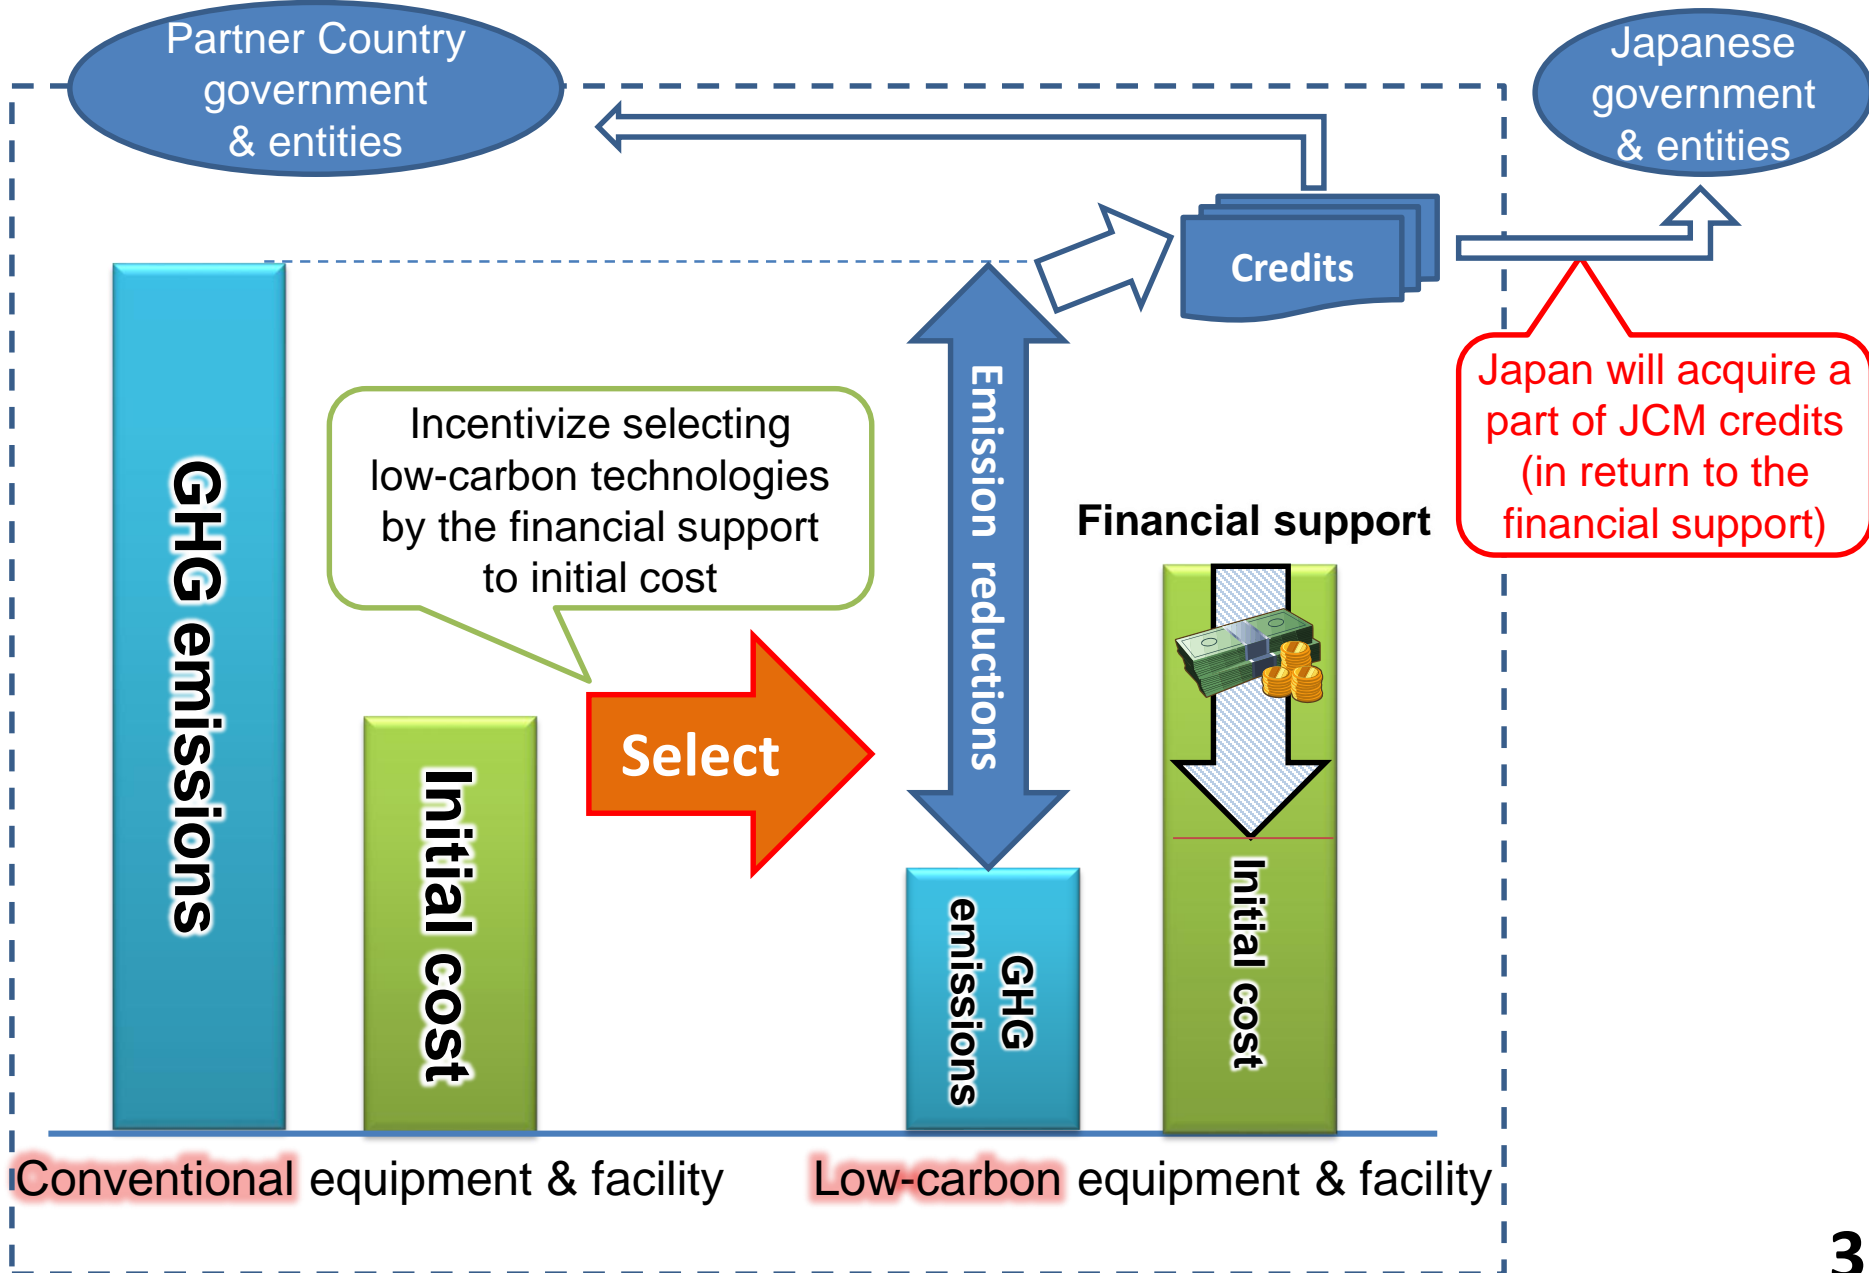 Partner Country
government
& entities
Japanese
government
& entities
Credits
Japan will acquire a
part of JCM credits
(in return to the
financial support)
Incentivize selecting
low-carbon technologies
by the financial support
to initial cost
Emission reductions
Financial support
GHG emissions
Initial cost
Select
GHG
emissions
Initial cost
Conventional equipment & facility
Low-carbon equipment & facility
3